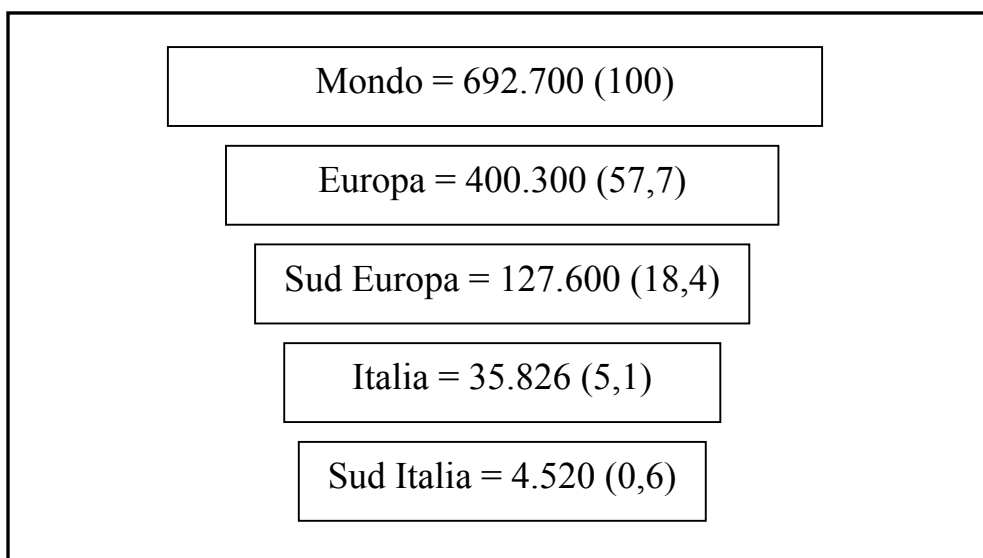 Mondo = 692.700 (100)
Europa = 400.300 (57,7)
Sud Europa = 127.600 (18,4)
Italia = 35.826 (5,1)
Sud Italia = 4.520 (0,6)